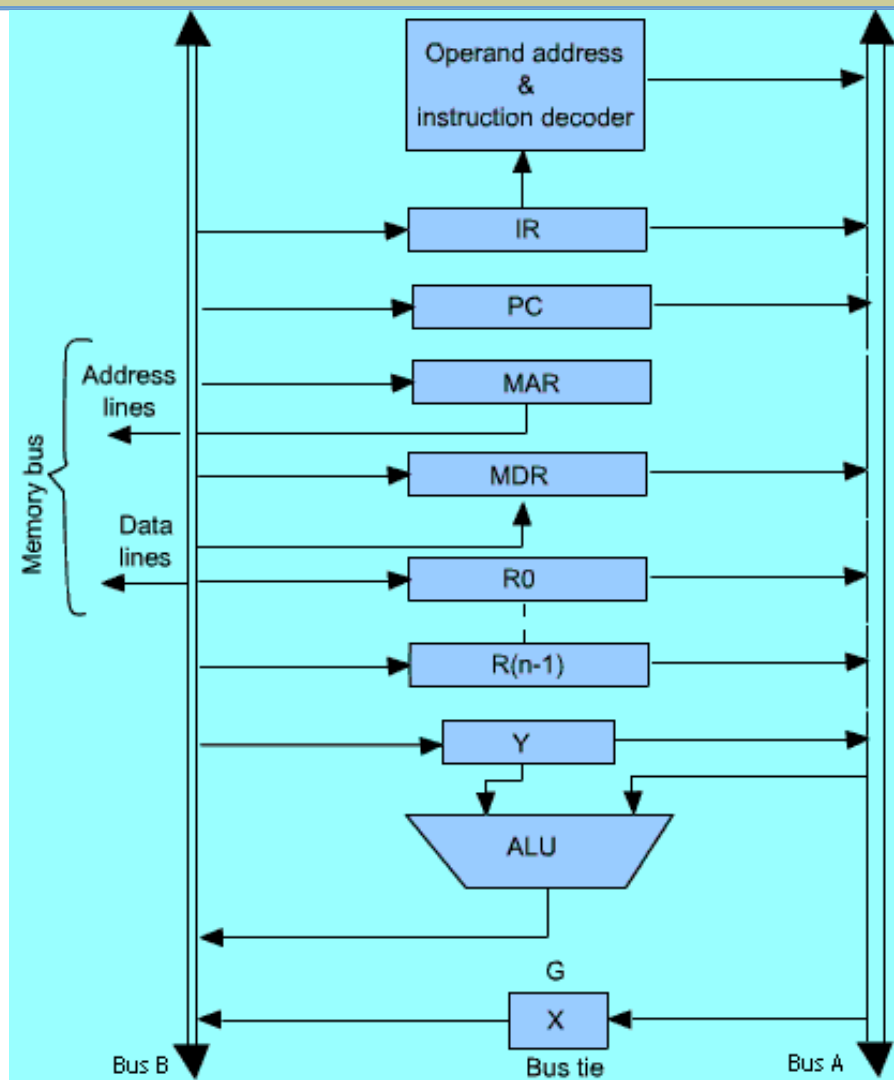 Operand address
&
instruction decoder
IR
PC
MAR
Address
lines
MDR
Memory bus
Data
lines
R0
R(n-1)
Y
ALU
G
X
Bus B
Bus tie
Bus A